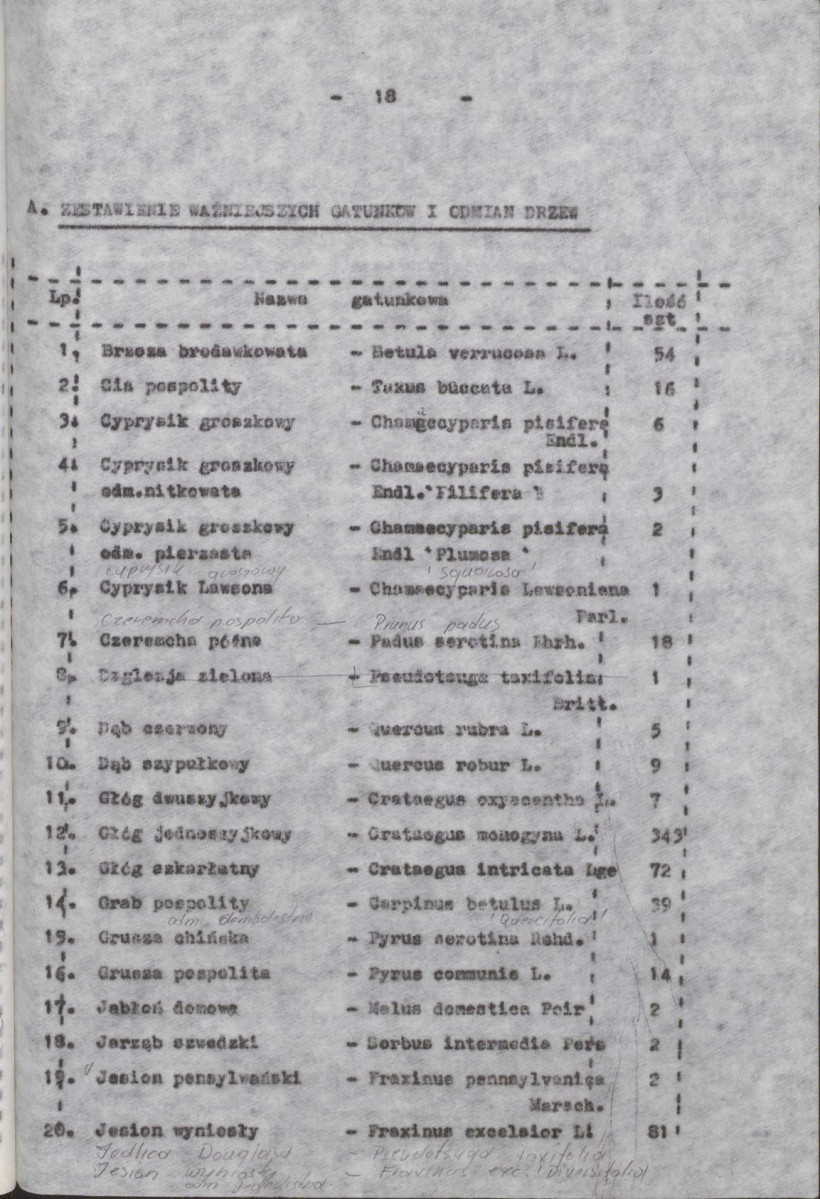 - 18 -
A. ZESTAWIENIE WAŻNIEJSZYCH GATUNKÓW I ODMIAN DRZEW
Lp. Nazwa gatunkowa Ilość
szt
1. Brzoza brodawkowata - Betula verrucosa L. 54
2. Cis pospolity - Taxus baccata L. 16
3. Cyprysik groszkowy - Chamaecyparis pisifera 6
Endl.
4. Cyprysik groszkowy - Chamaecyparis pisifera
odm.nitkowata Endl.'Filifera' 3
5. Cyprysik groszkowy - Chamaecyparis pisifera 2
odm. pierzasta Endl 'Plumosa'
cyprysik groszkowy 'Squarosa'
6. Cyprysik Lawsona - Chamaecyparis Lawsoniana 1
Parl.
Czeremcha pospolita - Prunus padus
7. Czeremcha późna - Padus serotina Ehrh. 18
8. Dzglezja zielona - Pseudotsuga taxifolia 1
Britt.
9. Dąb czerwony - Quercus rubra L. 5
10. Dąb szypułkowy - Quercus robur L. 9
11. Głóg dwuszyjkowy - Crataegus oxyacantha L. 7
12. Głóg jednoszyjkowy - Crataegus monogyna L. 343
13. Głóg szkarłatny - Crataegus intricata Lge 72
14. Grab pospolity - Carpinus betulus L. 39
odm. dembolistna 'Quercifolia'
15. Grusza chińska - Pyrus serotina Rehd. 1
16. Grusza pospolita - Pyrus communis L. 14
17. Jabłoń domowa - Malus domestica Poir 2
18. Jarząb szwedzki - Sorbus intermedia Pers 2
19. Jesion pensylwański - Fraxinus pennsylvanica 2
Marsch.
20. Jesion wyniosły - Fraxinus excelsior L. 81
Jedlica Douglasa - Pseudotsuga taxifolia
Jesion wyniosły - Fraxinus exc. 'Diversifolia'
odm jednolistna